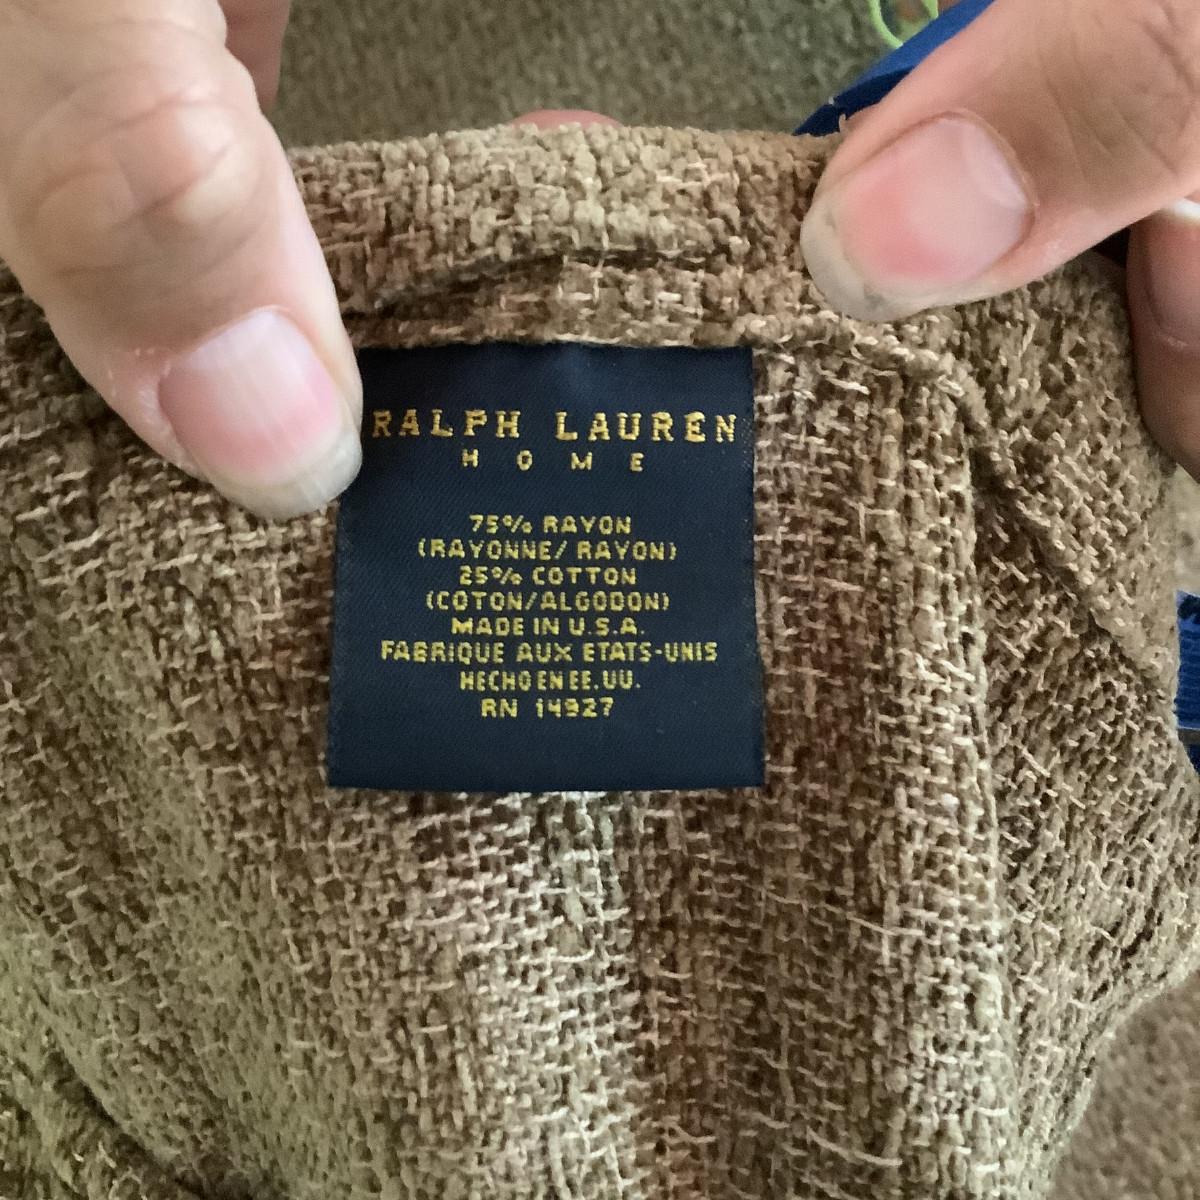 RALPH LAUREN
HOME
75% RAYON
(RAYONNE/RAYON)
25% COTTON
(COTON/ALGODON)
MADE IN U.S.A.
FABRIQUE AUX ETATS-UNIS
HECHO EN EE.UU.
RN 14927